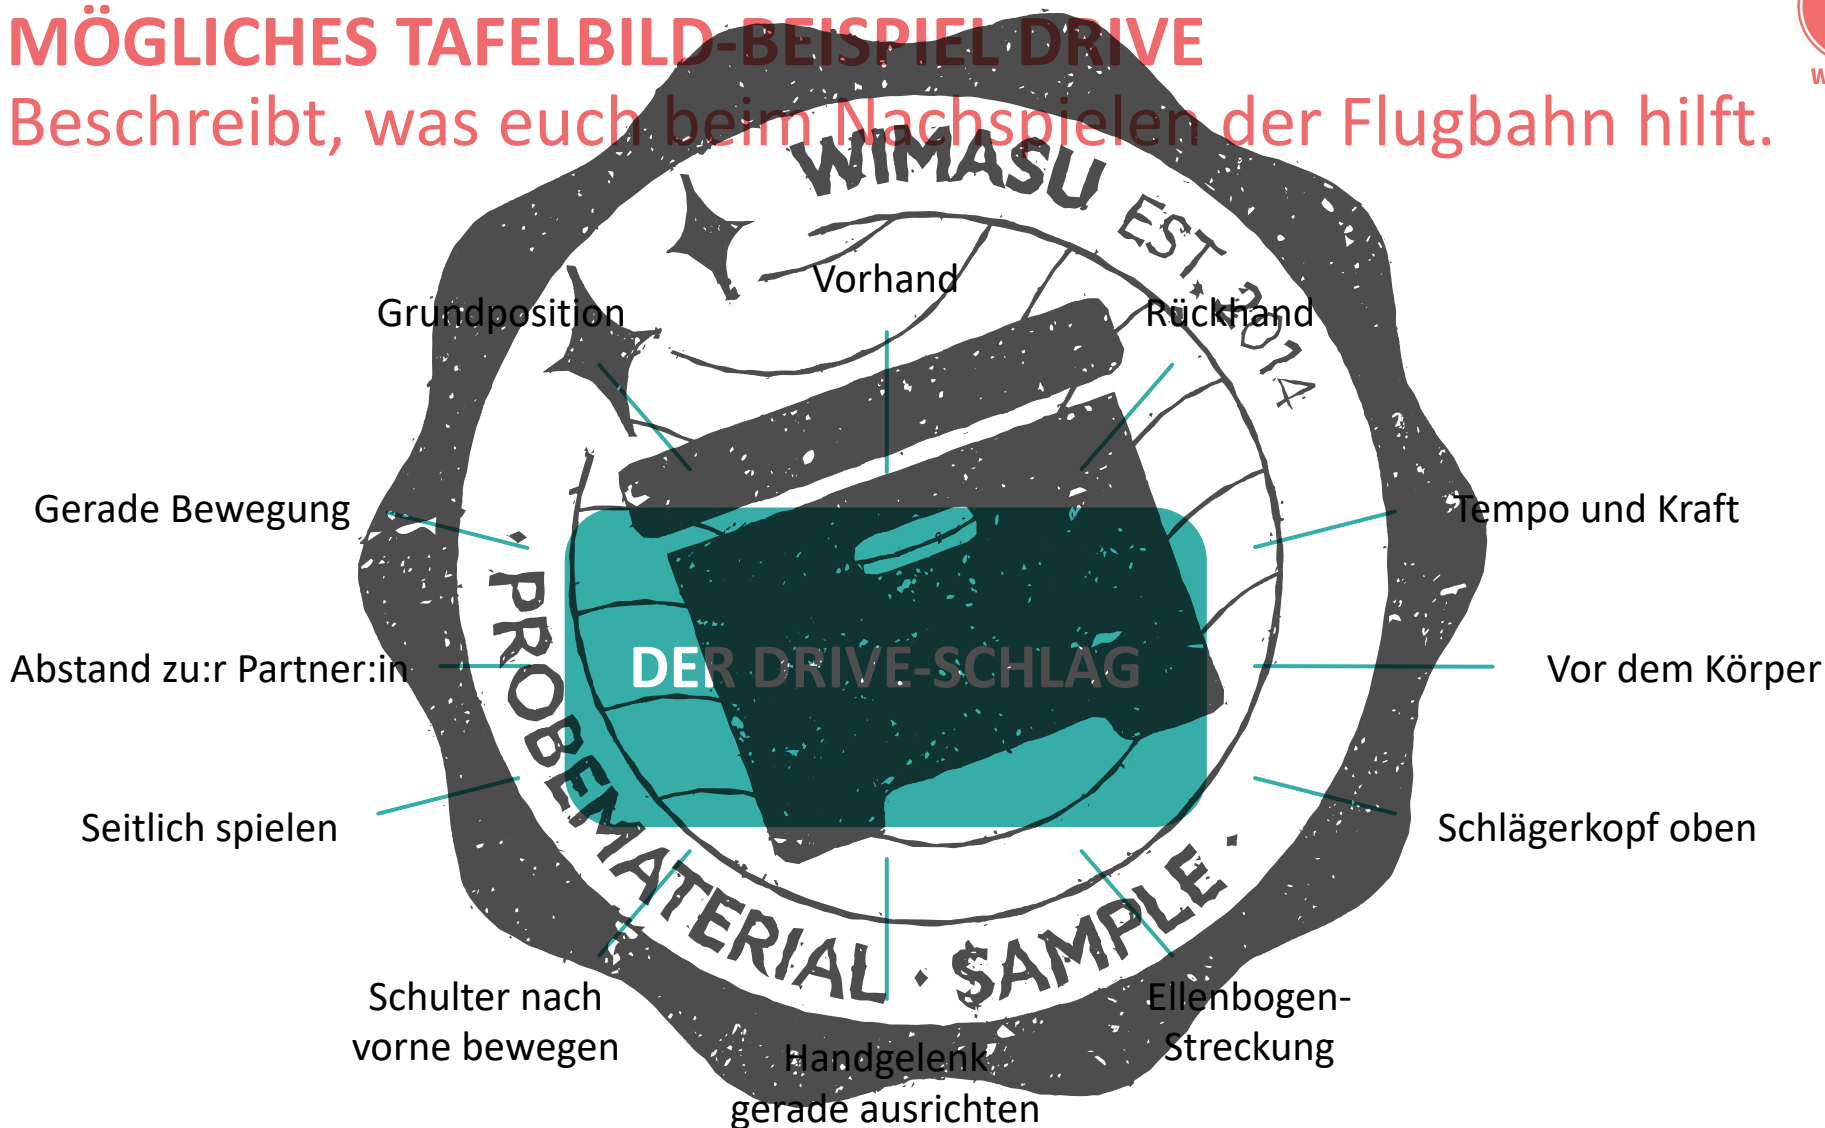 MÖGLICHES TAFELBILD-BEISPIEL DRIVE
Beschreibt, was euch beim Nachspielen der Flugbahn hilft.
WIMASU EST. 2014
Vorhand
Grundposition
Rückhand
Gerade Bewegung
Tempo und Kraft
DER DRIVE-SCHLAG
Abstand zu:r Partner:in
Vor dem Körper
Seitlich spielen
Schlägerkopf oben
Schulter nach
vorne bewegen
Handgelenk
gerade ausrichten
Ellenbogen-
Streckung
PROBEMATERIAL · SAMPLE ·